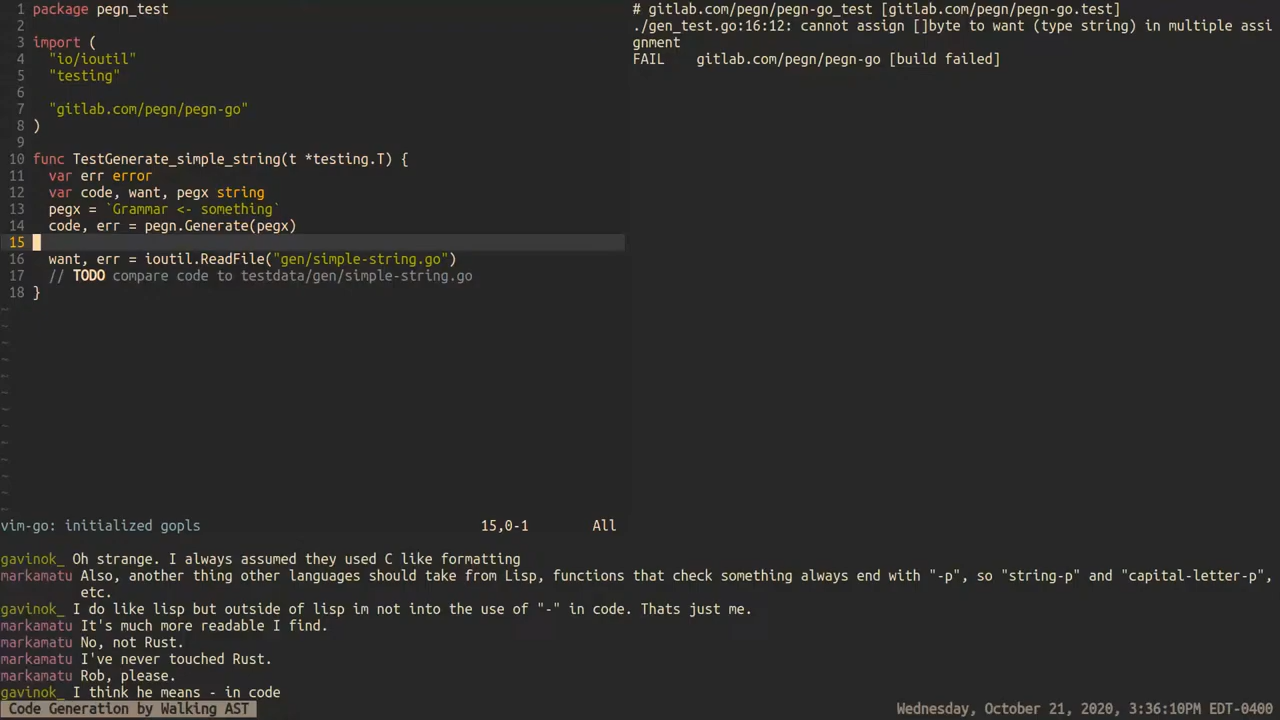 1 package pegn_test
2
3 import (
4   "io/ioutil"
5   "testing"
6
7   "gitlab.com/pegn/pegn-go"
8 )
9
10 func TestGenerate_simple_string(t *testing.T) {
11   var err error
12   var code, want, pegx string
13   pegx = `Grammar <- something`
14   code, err = pegn.Generate(pegx)
15
16   want, err = ioutil.ReadFile("gen/simple-string.go")
17   // TODO compare code to testdata/gen/simple-string.go
18 }
~
~
~
~
~
~
~
~
~
~
~
~
~
vim-go: initialized gopls 15,0-1 All
# gitlab.com/pegn/pegn-go_test [gitlab.com/pegn/pegn-go.test]
./gen_test.go:16:12: cannot assign []byte to want (type string) in multiple assi
gnment
FAIL    gitlab.com/pegn/pegn-go [build failed]
gavinok_ Oh strange. I always assumed they used C like formatting
markamatu Also, another thing other languages should take from Lisp, functions that check something always end with "-p", so "string-p" and "capital-letter-p",
etc.
gavinok_ I do like lisp but outside of lisp im not into the use of "-" in code. Thats just me.
markamatu It's much more readable I find.
markamatu No, not Rust.
markamatu I've never touched Rust.
markamatu Rob, please.
gavinok_ I think he means - in code
Code Generation by Walking AST Wednesday, October 21, 2020, 3:36:10PM EDT-0400